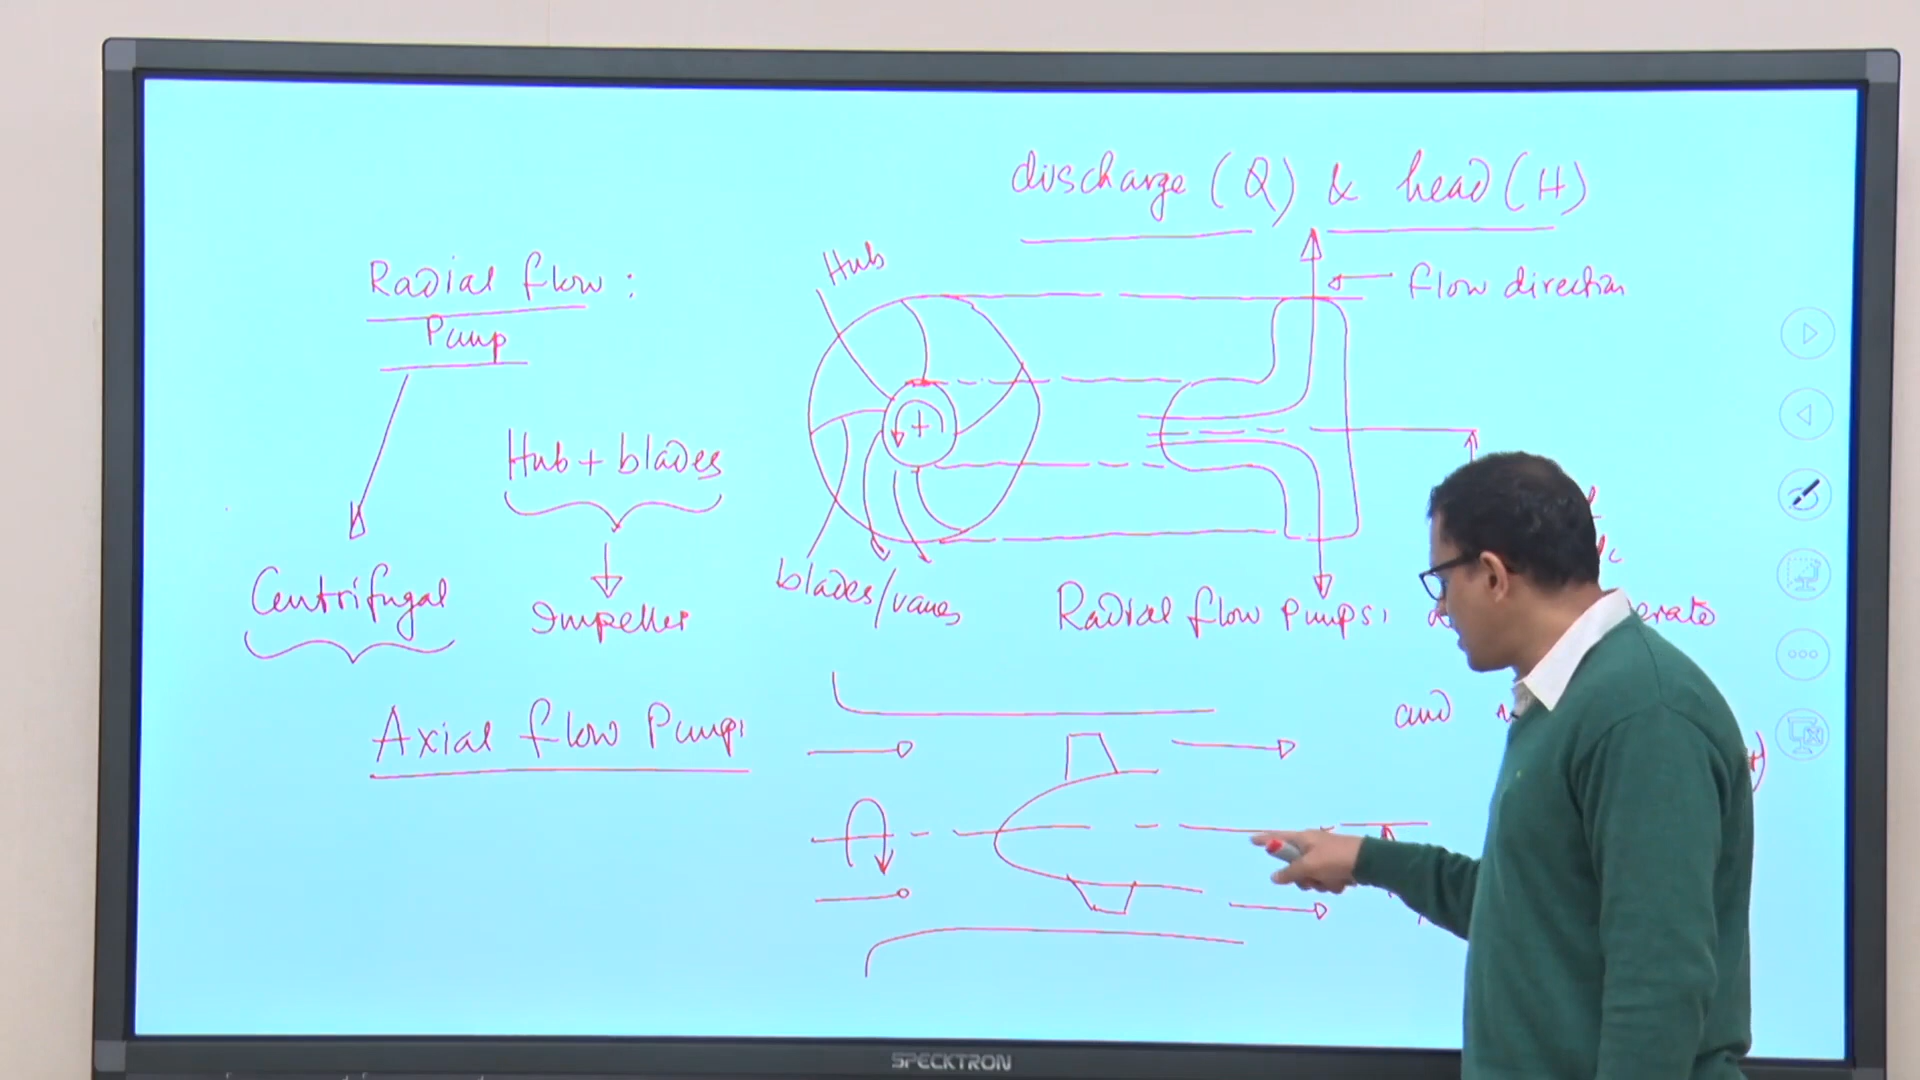 discharge (Q) & head (H)
Hub
Flow direction
Radial flow :
Pump
Hub + blades
Centrifugal
Impeller
blades/vanes
Radial flow pumps,
Axial flow Pumps
and
SPECKTRON